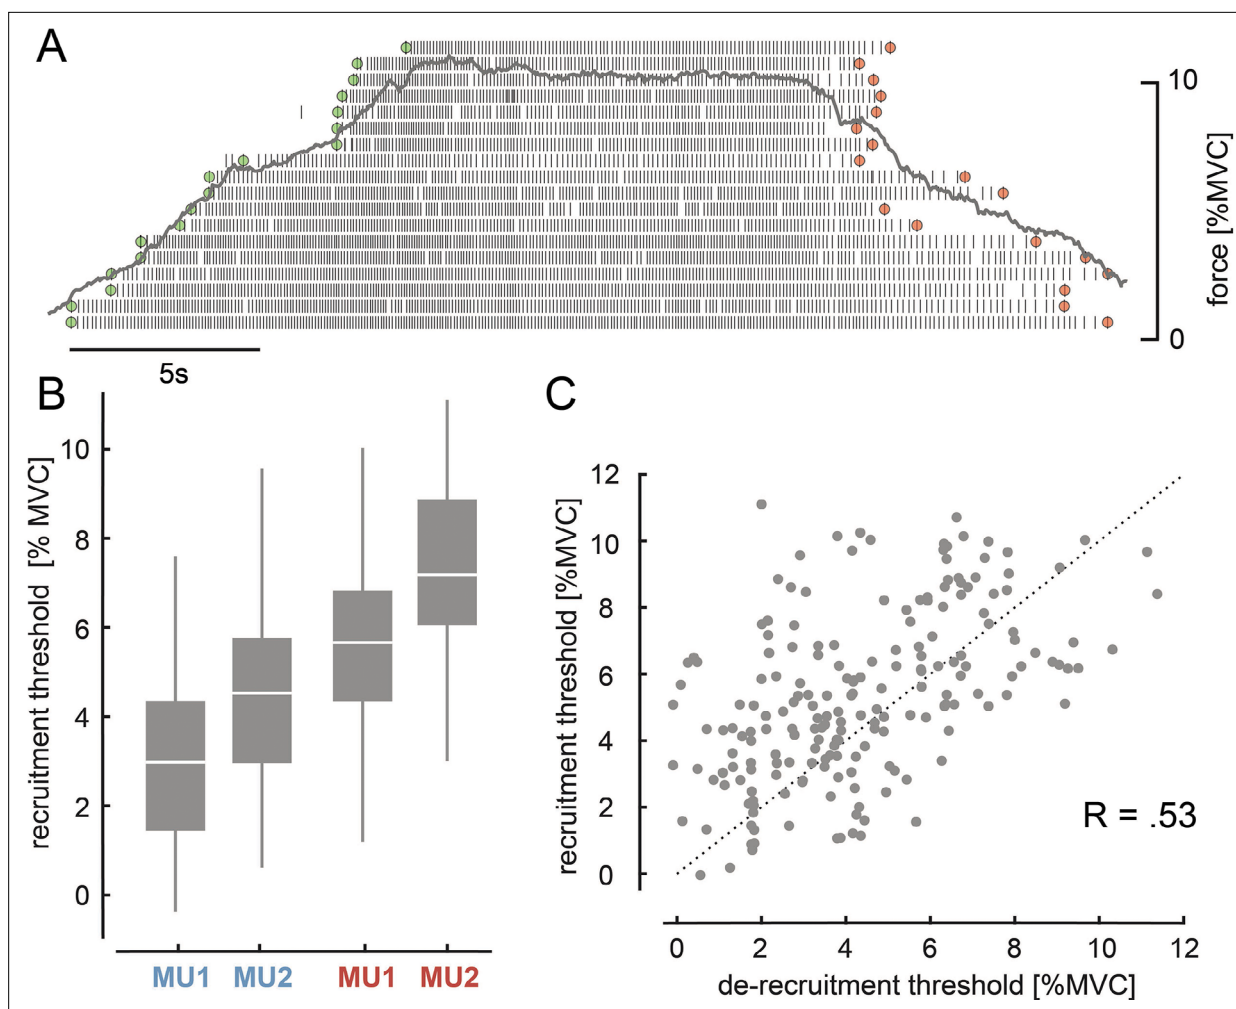 A
10
force [%MVC]
0
5s
B
recruitment threshold [% MVC]
10
8
6
4
2
0
MU1 MU2 MU1 MU2
C
recruitment threshold [%MVC]
12
10
8
6
4
2
0
R = .53
0 2 4 6 8 10 12
de-recruitment threshold [%MVC]